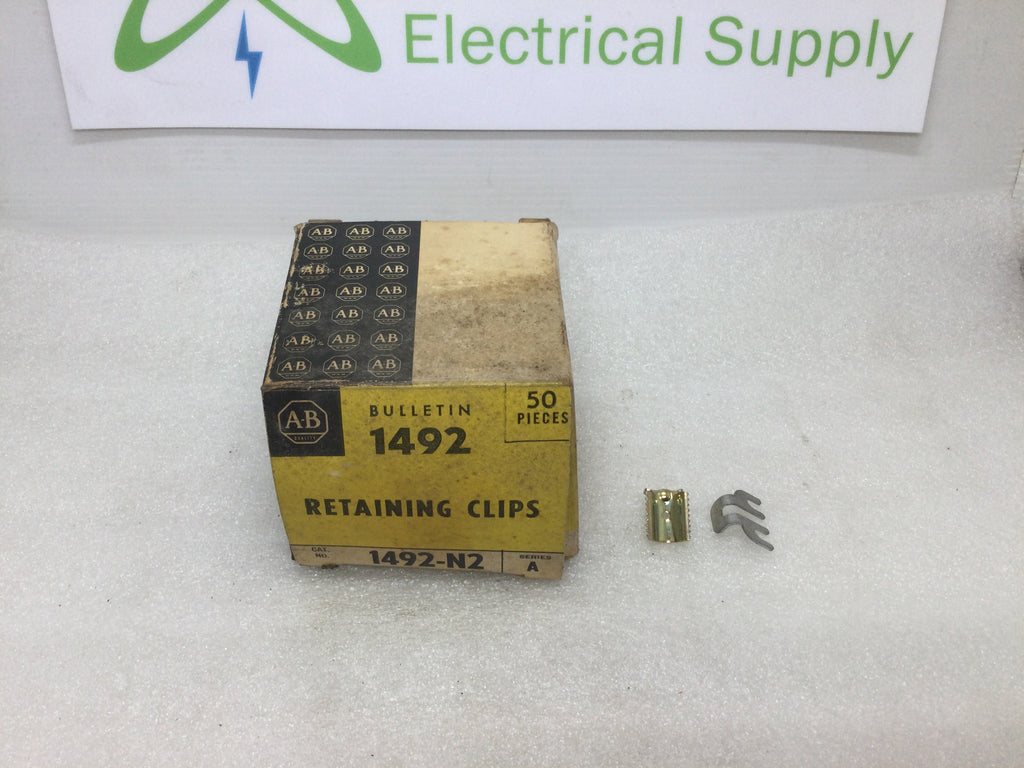 Electrical Supply
AB AB AB
AB AB AB
AB AB AB
AB AB AB
AB AB AB
AB AB AB
AB AB AB
A-B
QUALITY
BULLETIN
1492
50
PIECES
RETAINING CLIPS
CAT.
NO.
1492-N2
SERIES
A